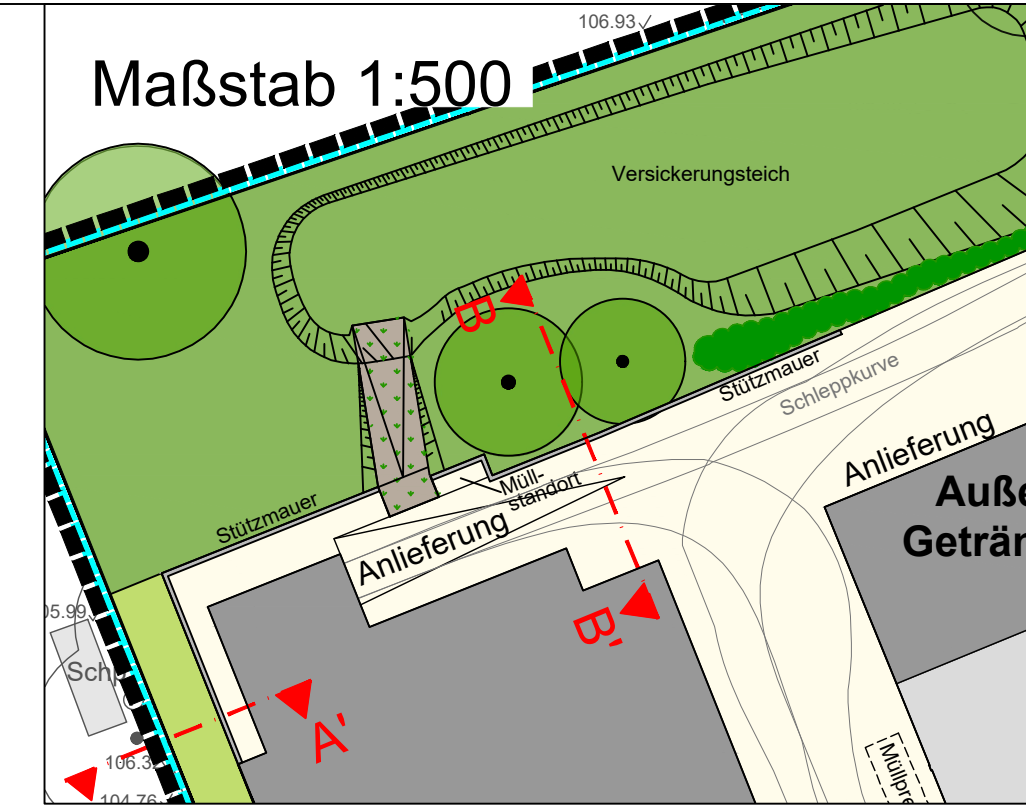 106.93
Maßstab 1:500
Versickerungsteich
B
Stützmauer
Schleppkurve
Anlieferung
Müll-
standort
Stützmauer
Anlieferung
B'
A'
106.3
104.76